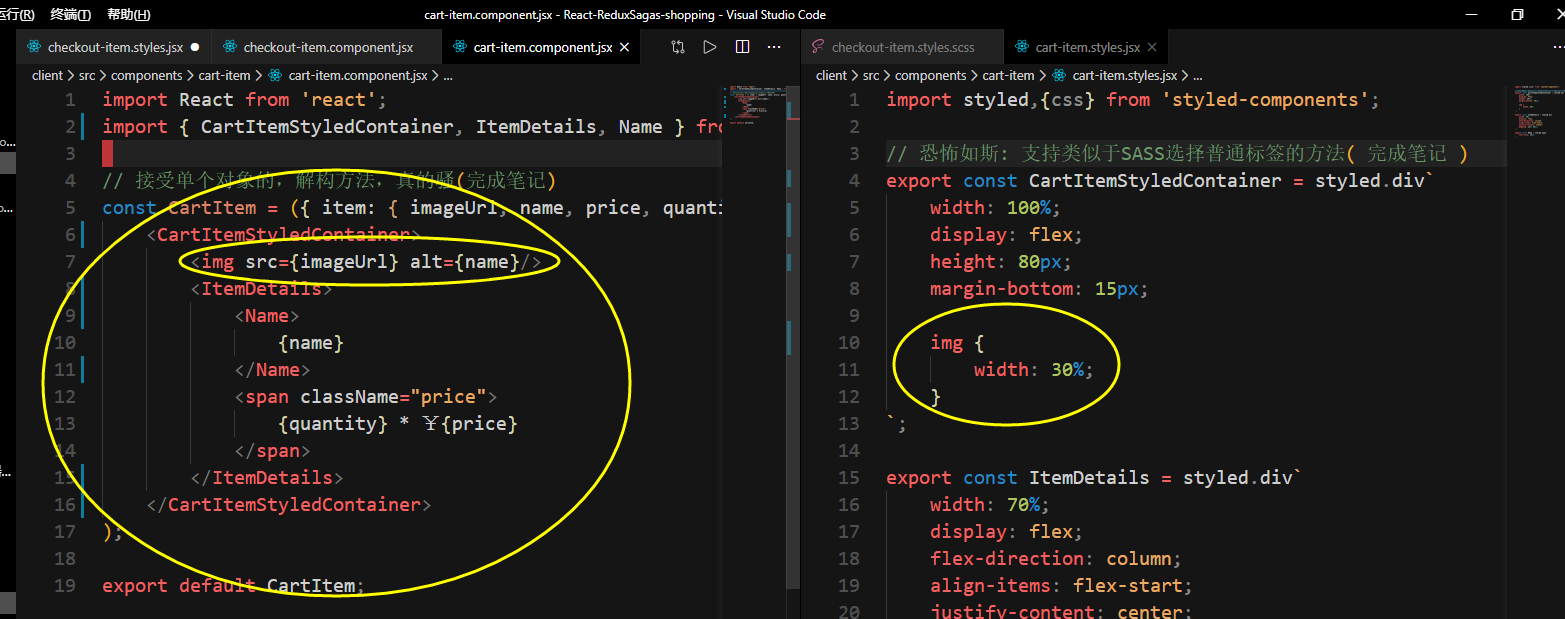 运行(R) 终端(T) 帮助(H) cart-item.component.jsx - React-ReduxSagas-shopping - Visual Studio Code
checkout-item.styles.jsx checkout-item.component.jsx cart-item.component.jsx
client > src > components > cart-item > cart-item.component.jsx > ...
1 import React from 'react';
2 import { CartItemStyledContainer, ItemDetails, Name } fro
3
4 // 接受单个对象的，解构方法，真的骚(完成笔记)
5 const CartItem = ({ item: { imageUrl, name, price, quanti
6 <CartItemStyledContainer>
7 <img src={imageUrl} alt={name}/>
8 <ItemDetails>
9 <Name>
10 {name}
11 </Name>
12 <span className="price">
13 {quantity} * ￥{price}
14 </span>
15 </ItemDetails>
16 </CartItemStyledContainer>
17 );
18
19 export default CartItem;
checkout-item.styles.scss cart-item.styles.jsx
client > src > components > cart-item > cart-item.styles.jsx > ...
1 import styled,{css} from 'styled-components';
2
3 // 恐怖如斯: 支持类似于SASS选择普通标签的方法( 完成笔记 )
4 export const CartItemStyledContainer = styled.div`
5 width: 100%;
6 display: flex;
7 height: 80px;
8 margin-bottom: 15px;
9
10 img {
11 width: 30%;
12 }
13 `;
14
15 export const ItemDetails = styled.div`
16 width: 70%;
17 display: flex;
18 flex-direction: column;
19 align-items: flex-start;
20 justify-content: center;